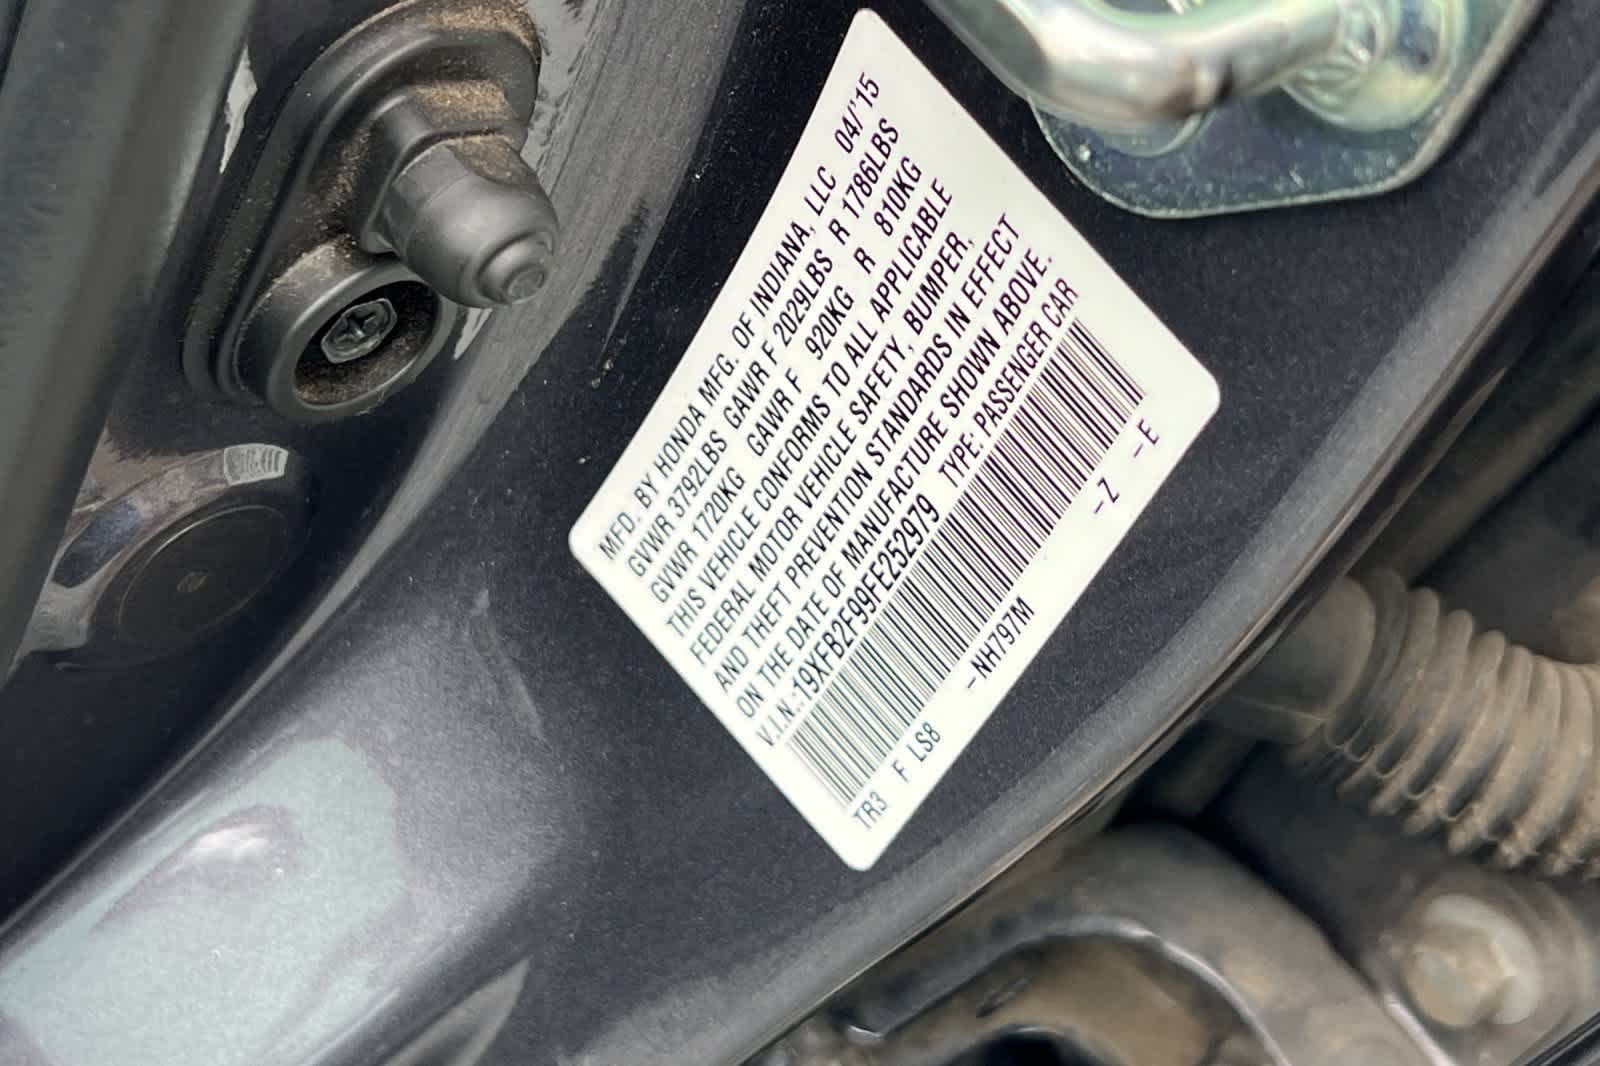 MFD. BY HONDA MFG. OF INDIANA, LLC 04/'15
GVWR 3792LBS GAWR F 2029LBS R 1786LBS
GVWR 1720KG GAWR F 920KG R 810KG
THIS VEHICLE CONFORMS TO ALL APPLICABLE
FEDERAL MOTOR VEHICLE SAFETY, BUMPER,
AND THEFT PREVENTION STANDARDS IN EFFECT
ON THE DATE OF MANUFACTURE SHOWN ABOVE.
V.I.N.:19XFB2F99FE252979 TYPE: PASSENGER CAR
TR3 F LS8 -NH797M -Z -E